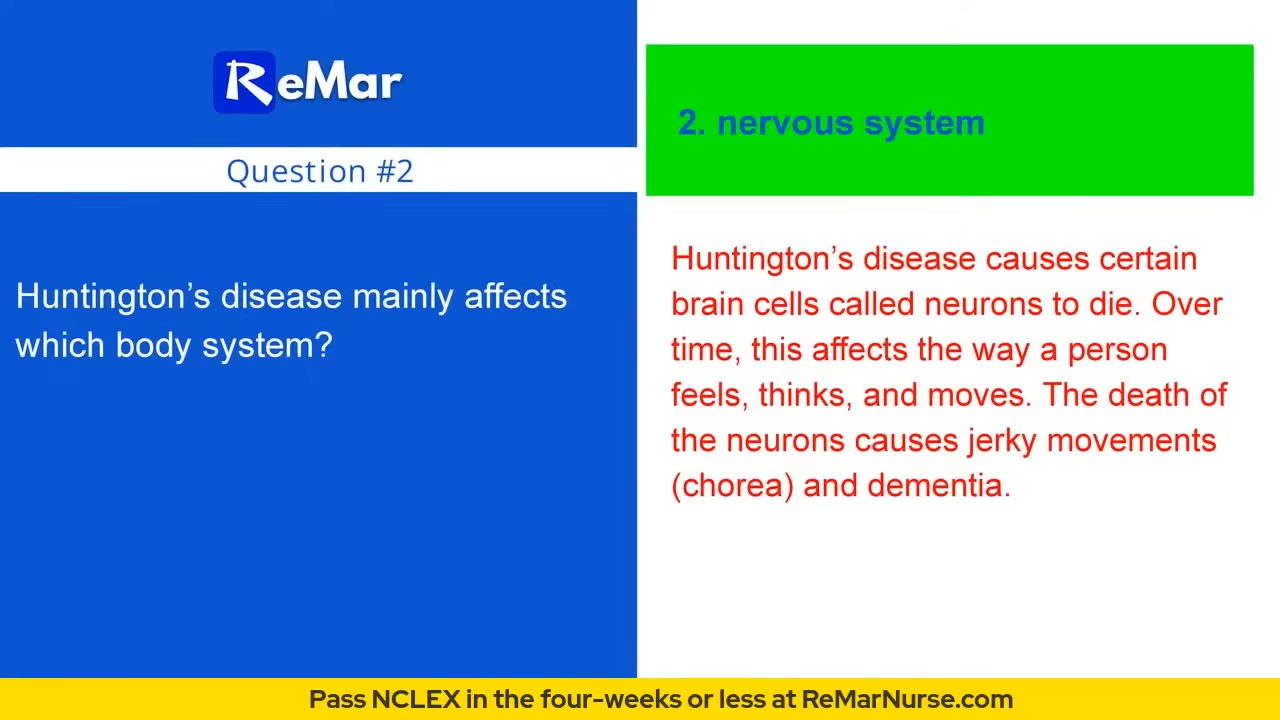 ReMar
Question #2
Huntington’s disease mainly affects
which body system?
2. nervous system
Huntington’s disease causes certain
brain cells called neurons to die. Over
time, this affects the way a person
feels, thinks, and moves. The death of
the neurons causes jerky movements
(chorea) and dementia.
Pass NCLEX in the four-weeks or less at ReMarNurse.com